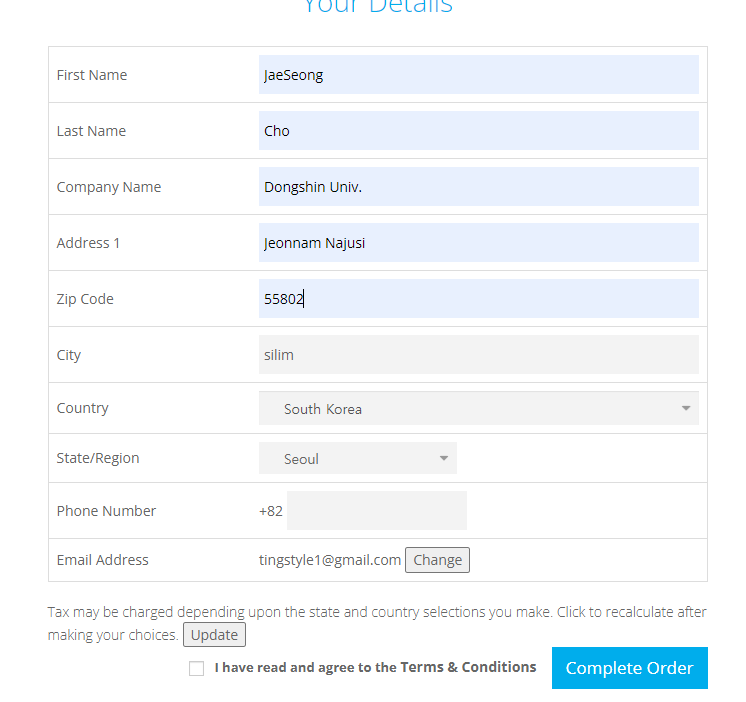 Your Details
First Name JaeSeong
Last Name Cho
Company Name Dongshin Univ.
Address 1 Jeonnam Najusi
Zip Code 55802
City silim
Country South Korea
State/Region Seoul
Phone Number +82
Email Address tingstyle1@gmail.com Change
Tax may be charged depending upon the state and country selections you make. Click to recalculate after
making your choices. Update
I have read and agree to the Terms & Conditions Complete Order